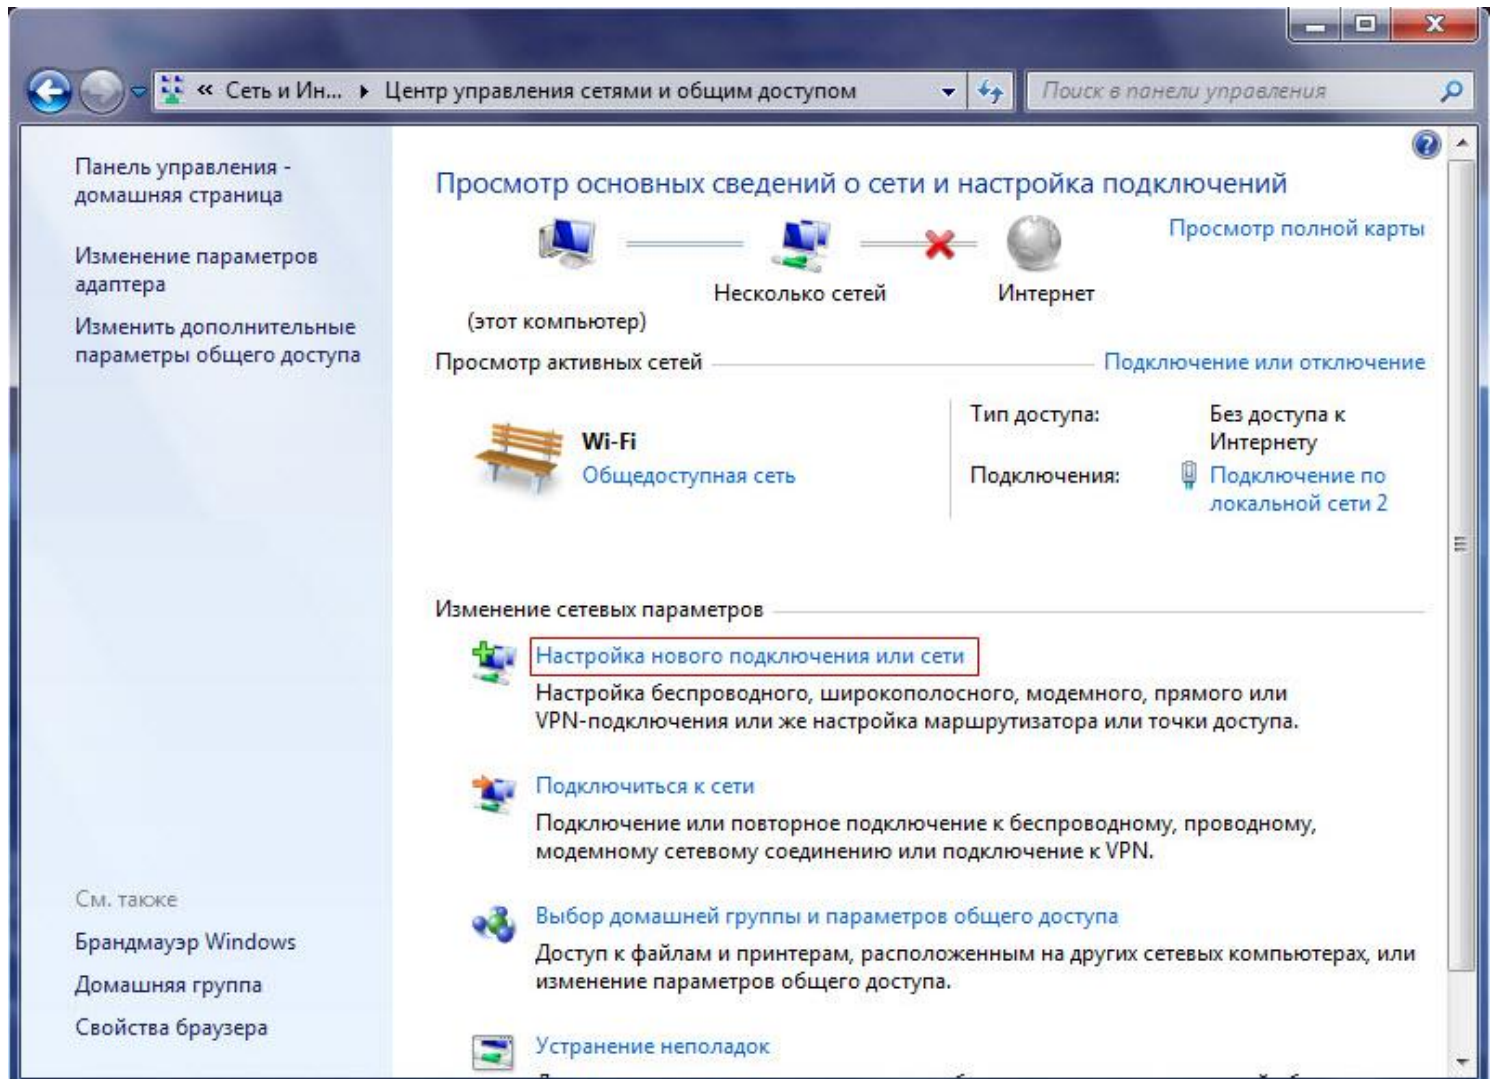 « Сеть и Ин... Центр управления сетями и общим доступом
Поиск в панели управления
Панель управления -
домашняя страница
Изменение параметров
адаптера
Изменить дополнительные
параметры общего доступа
См. также
Брандмауэр Windows
Домашняя группа
Свойства браузера
Просмотр основных сведений о сети и настройка подключений
Просмотр полной карты
Несколько сетей
Интернет
(этот компьютер)
Просмотр активных сетей
Подключение или отключение
Wi-Fi
Общедоступная сеть
Тип доступа:
Без доступа к
Интернету
Подключения:
Подключение по
локальной сети 2
Изменение сетевых параметров
Настройка нового подключения или сети
Настройка беспроводного, широкополосного, модемного, прямого или
VPN-подключения или же настройка маршрутизатора или точки доступа.
Подключиться к сети
Подключение или повторное подключение к беспроводному, проводному,
модемному сетевому соединению или подключение к VPN.
Выбор домашней группы и параметров общего доступа
Доступ к файлам и принтерам, расположенным на других сетевых компьютерах, или
изменение параметров общего доступа.
Устранение неполадок